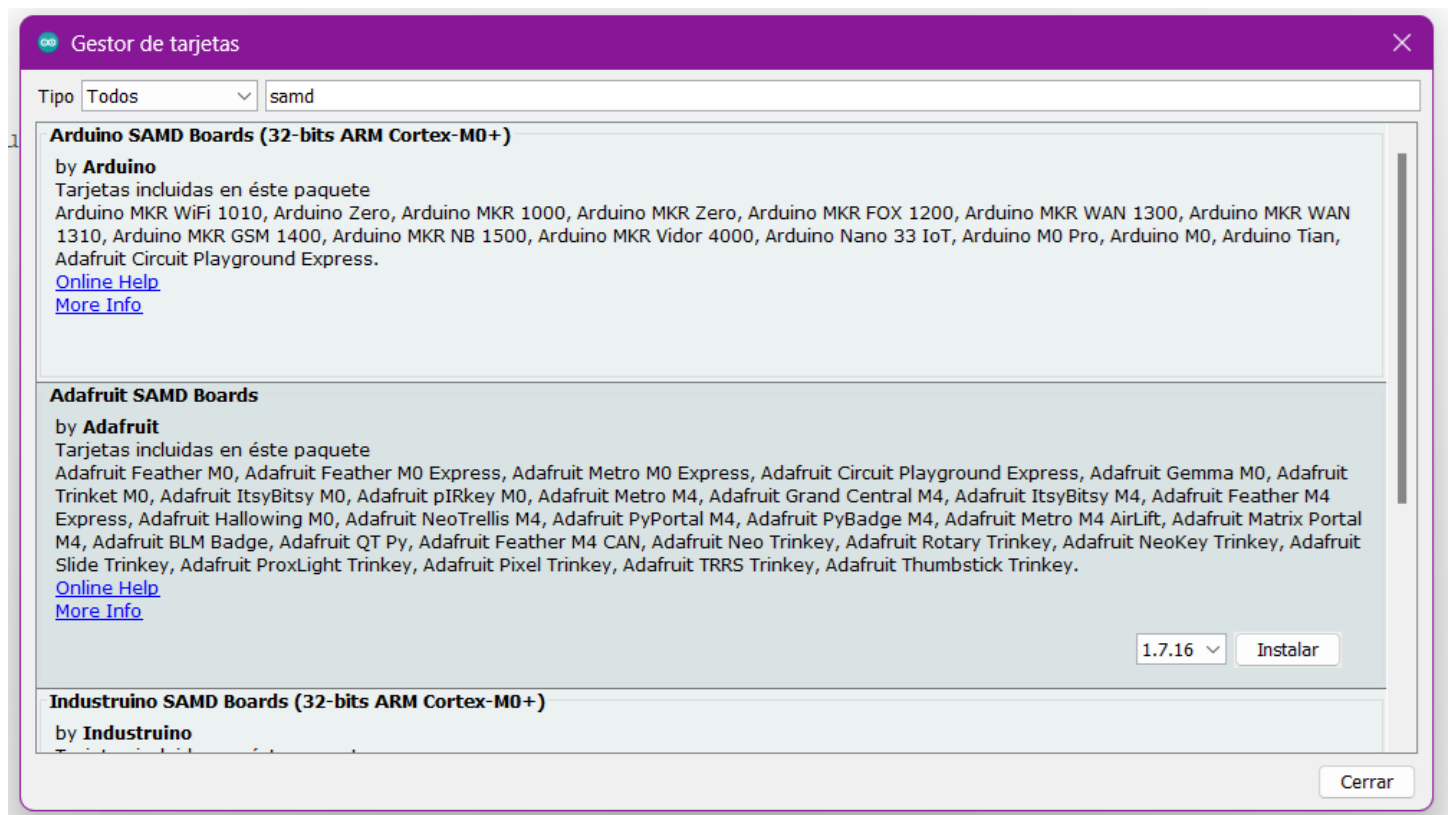 Gestor de tarjetas
Tipo Todos samd
Arduino SAMD Boards (32-bits ARM Cortex-M0+)
by Arduino
Tarjetas incluidas en éste paquete
Arduino MKR WiFi 1010, Arduino Zero, Arduino MKR 1000, Arduino MKR Zero, Arduino MKR FOX 1200, Arduino MKR WAN 1300, Arduino MKR WAN
1310, Arduino MKR GSM 1400, Arduino MKR NB 1500, Arduino MKR Vidor 4000, Arduino Nano 33 IoT, Arduino M0 Pro, Arduino M0, Arduino Tian,
Adafruit Circuit Playground Express.
Online Help
More Info
Adafruit SAMD Boards
by Adafruit
Tarjetas incluidas en éste paquete
Adafruit Feather M0, Adafruit Feather M0 Express, Adafruit Metro M0 Express, Adafruit Circuit Playground Express, Adafruit Gemma M0, Adafruit
Trinket M0, Adafruit ItsyBitsy M0, Adafruit pIRkey M0, Adafruit Metro M4, Adafruit Grand Central M4, Adafruit ItsyBitsy M4, Adafruit Feather M4
Express, Adafruit Hallowing M0, Adafruit NeoTrellis M4, Adafruit PyPortal M4, Adafruit PyBadge M4, Adafruit Metro M4 AirLift, Adafruit Matrix Portal
M4, Adafruit BLM Badge, Adafruit QT Py, Adafruit Feather M4 CAN, Adafruit Neo Trinkey, Adafruit Rotary Trinkey, Adafruit NeoKey Trinkey, Adafruit
Slide Trinkey, Adafruit ProxLight Trinkey, Adafruit Pixel Trinkey, Adafruit TRRS Trinkey, Adafruit Thumbstick Trinkey.
Online Help
More Info
1.7.16 Instalar
Industruino SAMD Boards (32-bits ARM Cortex-M0+)
by Industruino
Cerrar